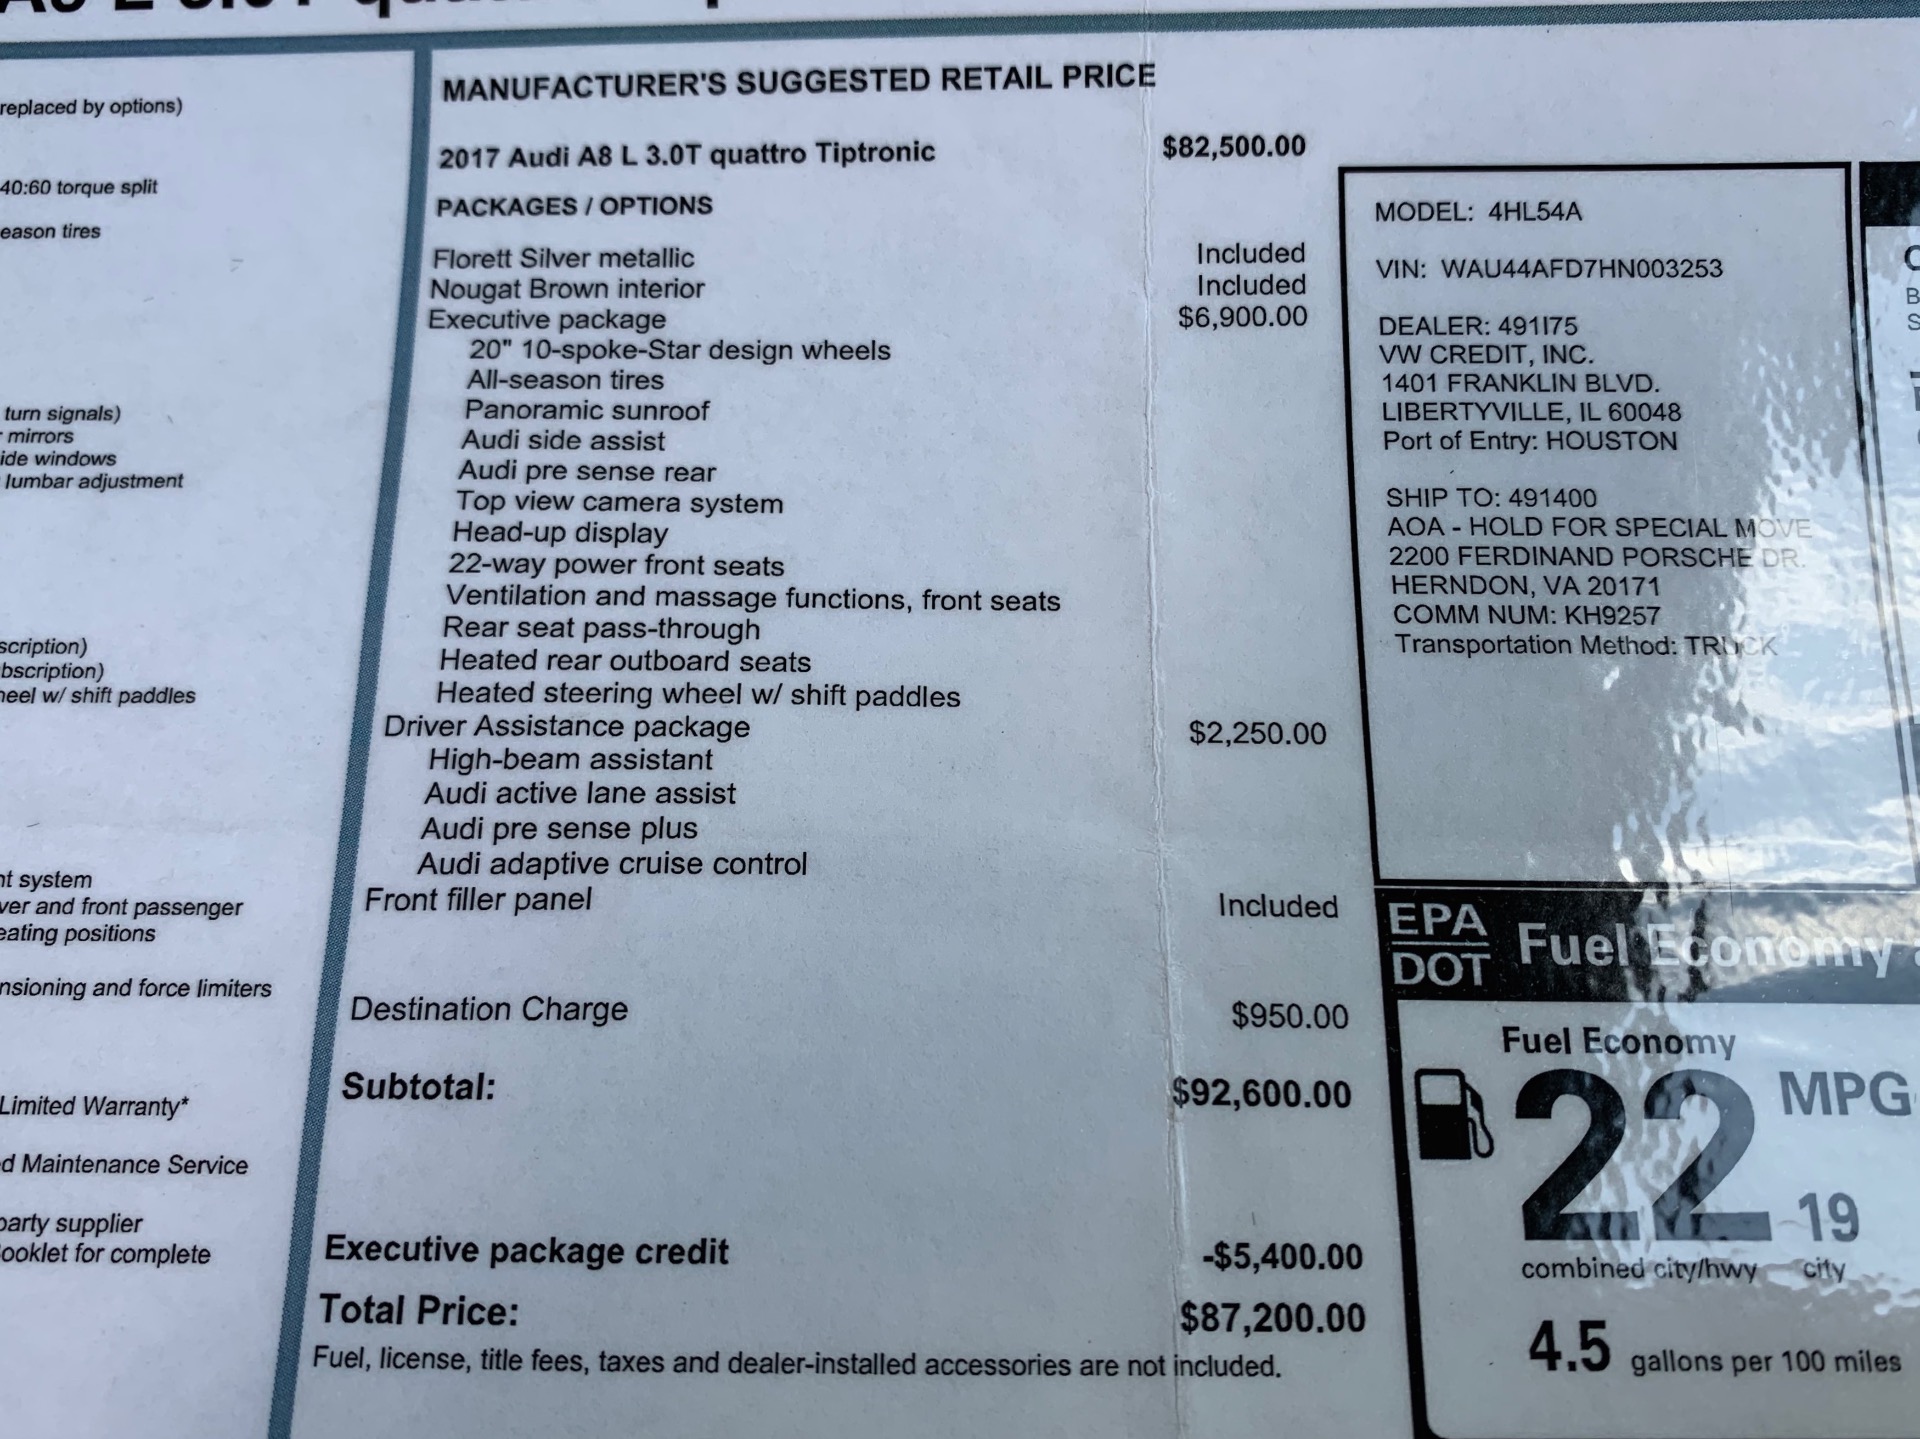 replaced by options)
40:60 torque split
eason tires
turn signals)
mirrors
ide windows
lumbar adjustment
scription)
bscription)
heel w/ shift paddles
nt system
ver and front passenger
eating positions
nsioning and force limiters
Limited Warranty*
d Maintenance Service
party supplier
ooklet for complete
MANUFACTURER'S SUGGESTED RETAIL PRICE
2017 Audi A8 L 3.0T quattro Tiptronic $82,500.00
PACKAGES / OPTIONS
Florett Silver metallic Included
Nougat Brown interior Included
Executive package $6,900.00
20" 10-spoke-Star design wheels
All-season tires
Panoramic sunroof
Audi side assist
Audi pre sense rear
Top view camera system
Head-up display
22-way power front seats
Ventilation and massage functions, front seats
Rear seat pass-through
Heated rear outboard seats
Heated steering wheel w/ shift paddles
Driver Assistance package $2,250.00
High-beam assistant
Audi active lane assist
Audi pre sense plus
Audi adaptive cruise control
Front filler panel Included
Destination Charge $950.00
Subtotal: $92,600.00
Executive package credit -$5,400.00
Total Price: $87,200.00
Fuel, license, title fees, taxes and dealer-installed accessories are not included.
MODEL: 4HL54A
VIN: WAU44AFD7HN003253
DEALER: 491I75
VW CREDIT, INC.
1401 FRANKLIN BLVD.
LIBERTYVILLE, IL 60048
Port of Entry: HOUSTON
SHIP TO: 491400
AOA - HOLD FOR SPECIAL MOVE
2200 FERDINAND PORSCHE DR.
HERNDON, VA 20171
COMM NUM: KH9257
Transportation Method: TRUCK
EPA
DOT
Fuel Economy
Fuel Economy
22 MPG
19
combined city/hwy city
4.5 gallons per 100 miles